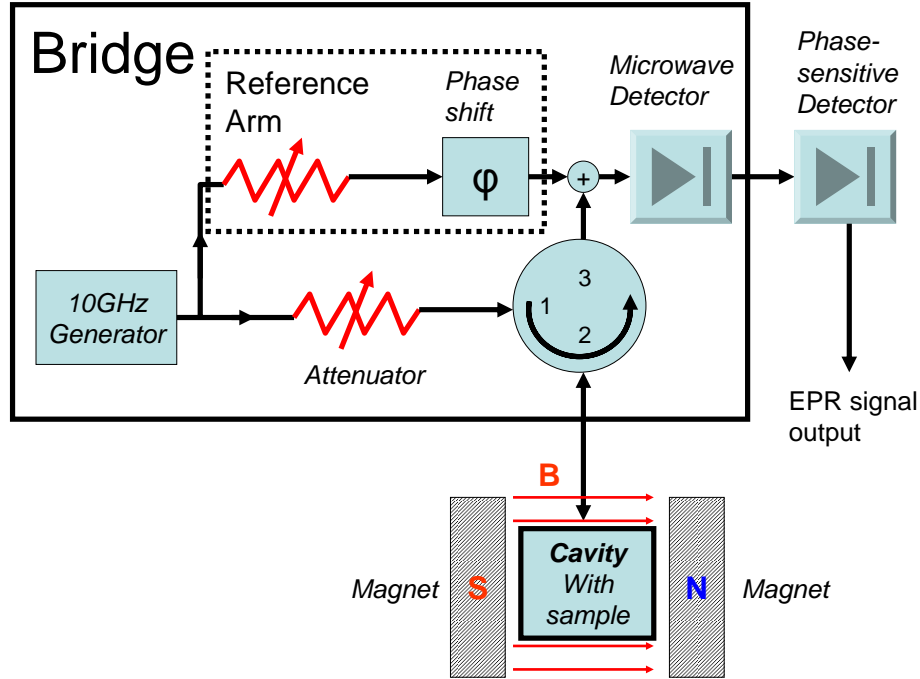 Bridge
Reference
Arm
Phase
shift
φ
+
Microwave
Detector
Phase-
sensitive
Detector
10GHz
Generator
Attenuator
1
2
3
EPR signal
output
B
Magnet
S
Cavity
With
sample
N
Magnet